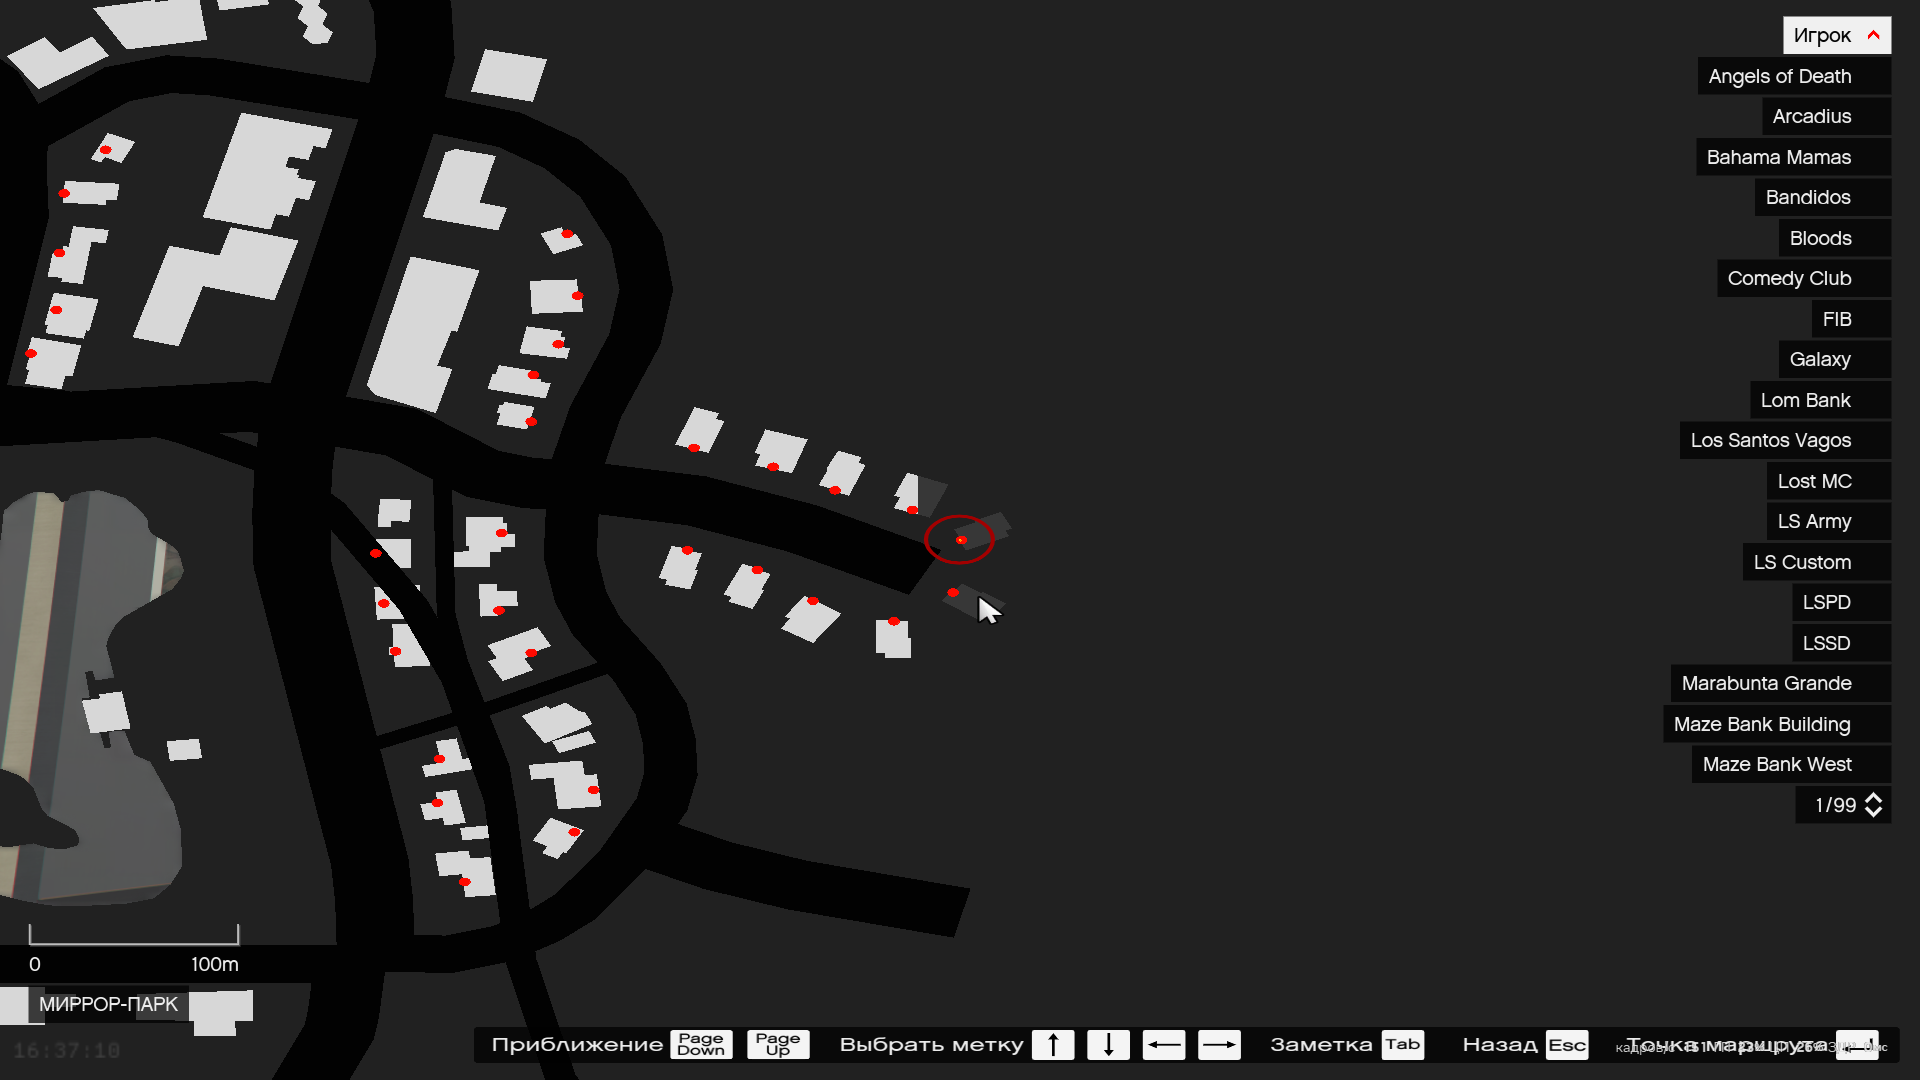 Игрок
Angels of Death
Arcadius
Bahama Mamas
Bandidos
Bloods
Comedy Club
FIB
Galaxy
Lom Bank
Los Santos Vagos
Lost MC
LS Army
LS Custom
LSPD
LSSD
Marabunta Grande
Maze Bank Building
Maze Bank West
1/99
0 100m
МИРРОР-ПАРК
16:37:10
Приближение Page Down Page Up Выбрать метку ↑ ↓ ← → Заметка Tab Назад Esc Точка маршрута